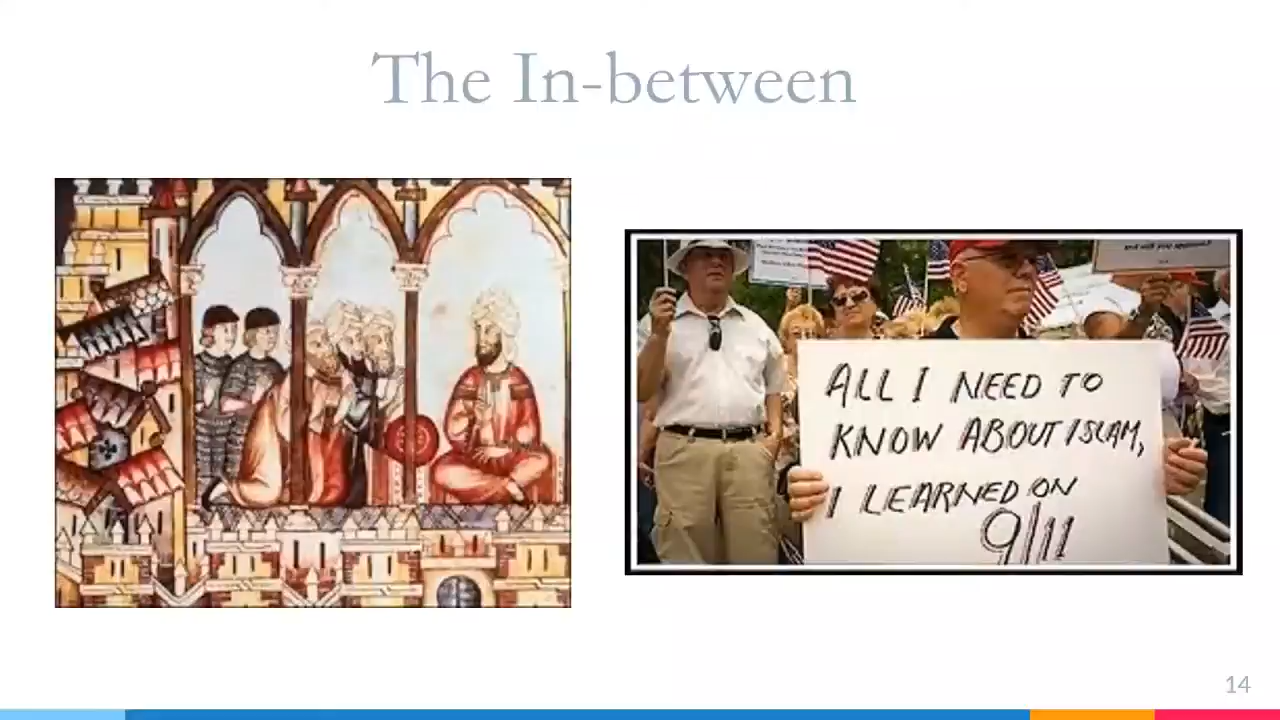 The In-between
ALL I NEED TO
KNOW ABOUT ISLAM,
I LEARNED ON
9/11
14